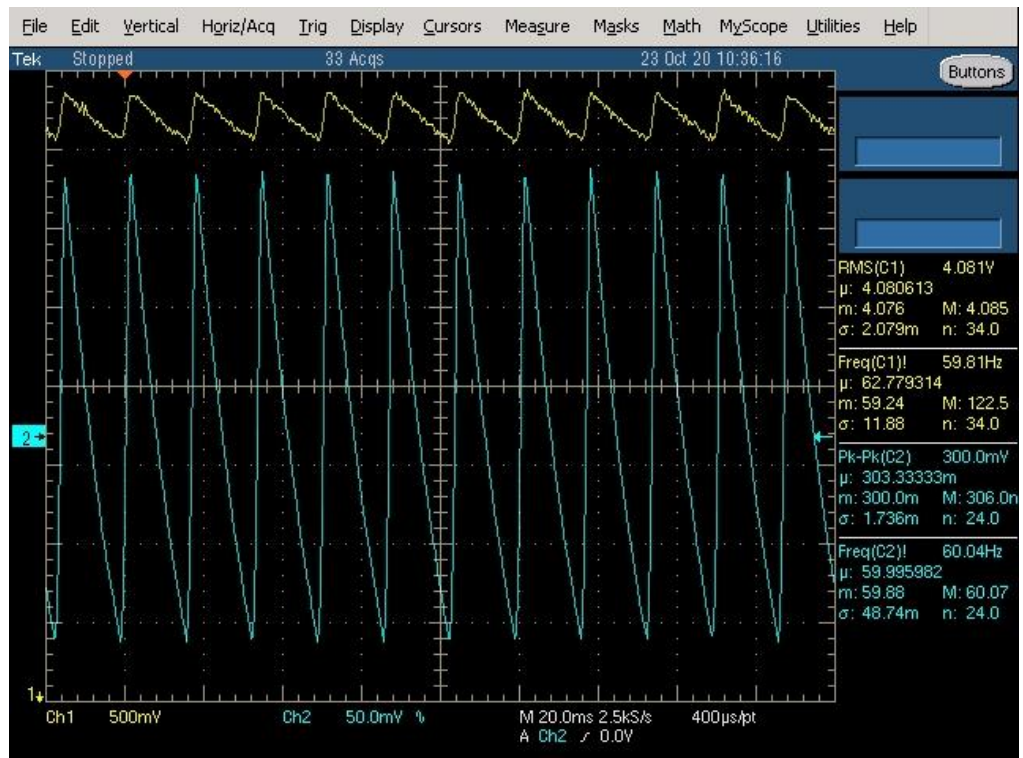 File Edit Vertical Horiz/Acq Trig Display Cursors Measure Masks Math MyScope Utilities Help
Tek Stopped 33 Acqs 23 Oct 20 10:36:16
Buttons
RMS(C1) 4.081V
µ: 4.080613
m: 4.076 M: 4.085
σ: 2.079m n: 34.0
Freq(C1)! 59.81Hz
µ: 62.779314
m: 59.24 M: 122.5
σ: 11.88 n: 34.0
2
Pk-Pk(C2) 300.0mV
µ: 303.33333m
m: 300.0m M: 306.0n
σ: 1.736m n: 24.0
Freq(C2)! 60.04Hz
µ: 59.995982
m: 59.88 M: 60.07
σ: 48.74m n: 24.0
1
Ch1 500mV Ch2 50.0mV M 20.0ms 2.5kS/s 400µs/pt
A Ch2 0.0V